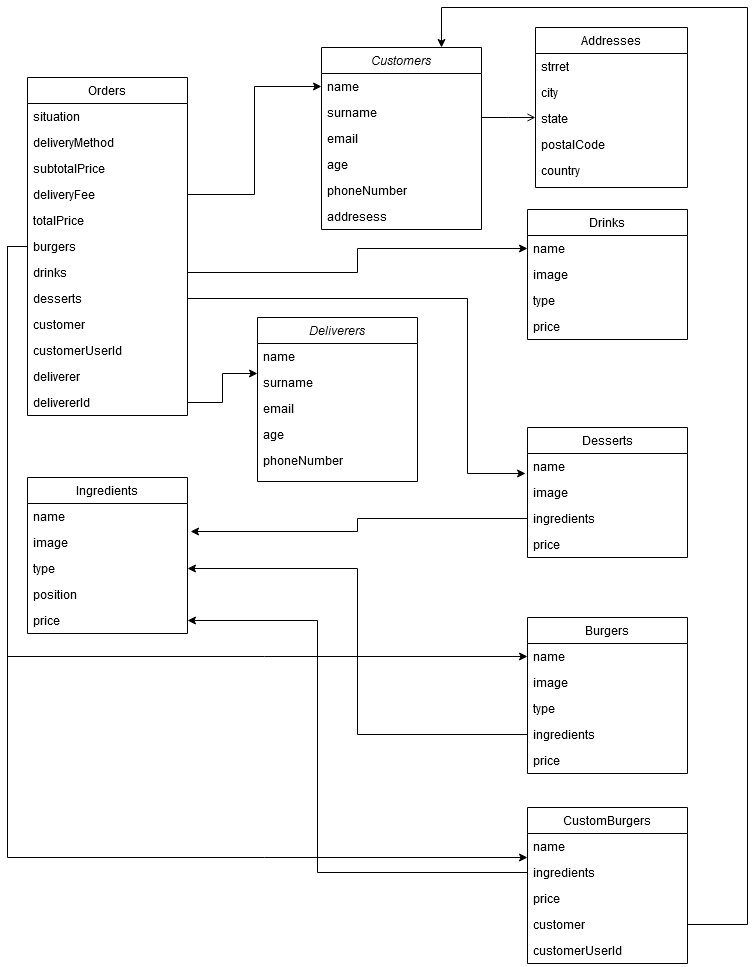 Orders
situation
deliveryMethod
subtotalPrice
deliveryFee
totalPrice
burgers
drinks
desserts
customer
customerUserId
deliverer
delivererId
Customers
name
surname
email
age
phoneNumber
addresess
Addresses
strret
city
state
postalCode
country
Drinks
name
image
type
price
Deliverers
name
surname
email
age
phoneNumber
Desserts
name
image
ingredients
price
Ingredients
name
image
type
position
price
Burgers
name
image
type
ingredients
price
CustomBurgers
name
ingredients
price
customer
customerUserId